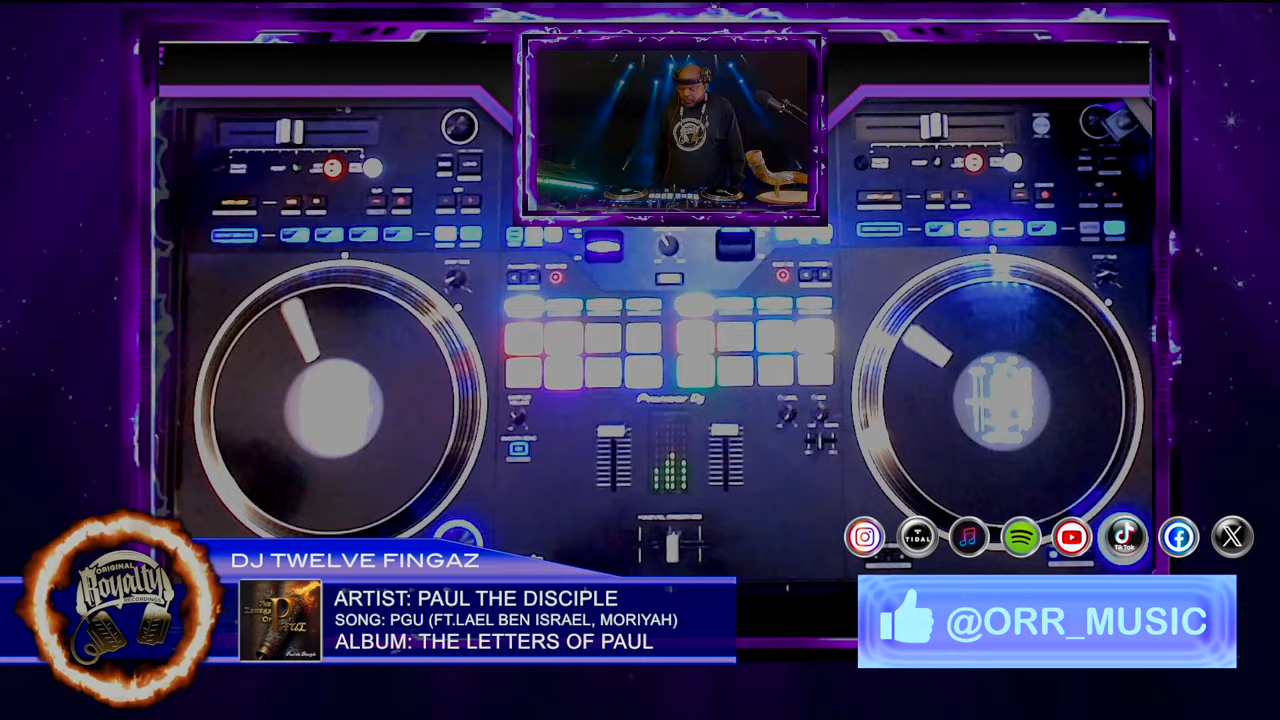 Pioneer Dj
DJ TWELVE FINGAZ
ORIGINAL
Royalty
RECORDINGS
ARTIST: PAUL THE DISCIPLE
SONG: PGU (FT.LAEL BEN ISRAEL, MORIYAH)
ALBUM: THE LETTERS OF PAUL
TIDAL
TikTok
@ORR_MUSIC